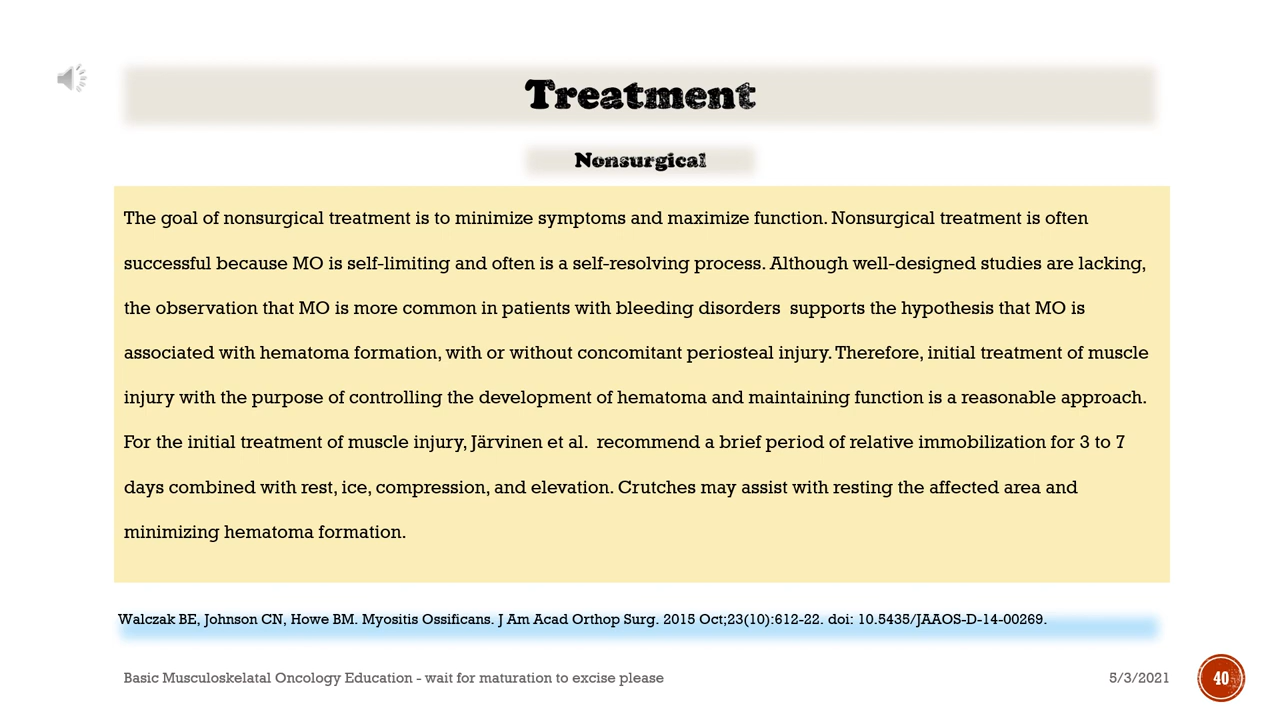 Treatment
Nonsurgical
The goal of nonsurgical treatment is to minimize symptoms and maximize function. Nonsurgical treatment is often
successful because MO is self-limiting and often is a self-resolving process. Although well-designed studies are lacking,
the observation that MO is more common in patients with bleeding disorders  supports the hypothesis that MO is
associated with hematoma formation, with or without concomitant periosteal injury. Therefore, initial treatment of muscle
injury with the purpose of controlling the development of hematoma and maintaining function is a reasonable approach.
For the initial treatment of muscle injury, Järvinen et al.  recommend a brief period of relative immobilization for 3 to 7
days combined with rest, ice, compression, and elevation. Crutches may assist with resting the affected area and
minimizing hematoma formation.
Walczak BE, Johnson CN, Howe BM. Myositis Ossificans. J Am Acad Orthop Surg. 2015 Oct;23(10):612-22. doi: 10.5435/JAAOS-D-14-00269.
Basic Musculoskelatal Oncology Education - wait for maturation to excise please
5/3/2021
40